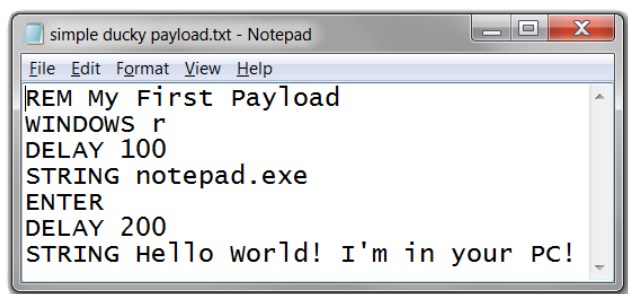 simple ducky payload.txt - Notepad
File Edit Format View Help
REM My First Payload
WINDOWS r
DELAY 100
STRING notepad.exe
ENTER
DELAY 200
STRING Hello World! I'm in your PC!